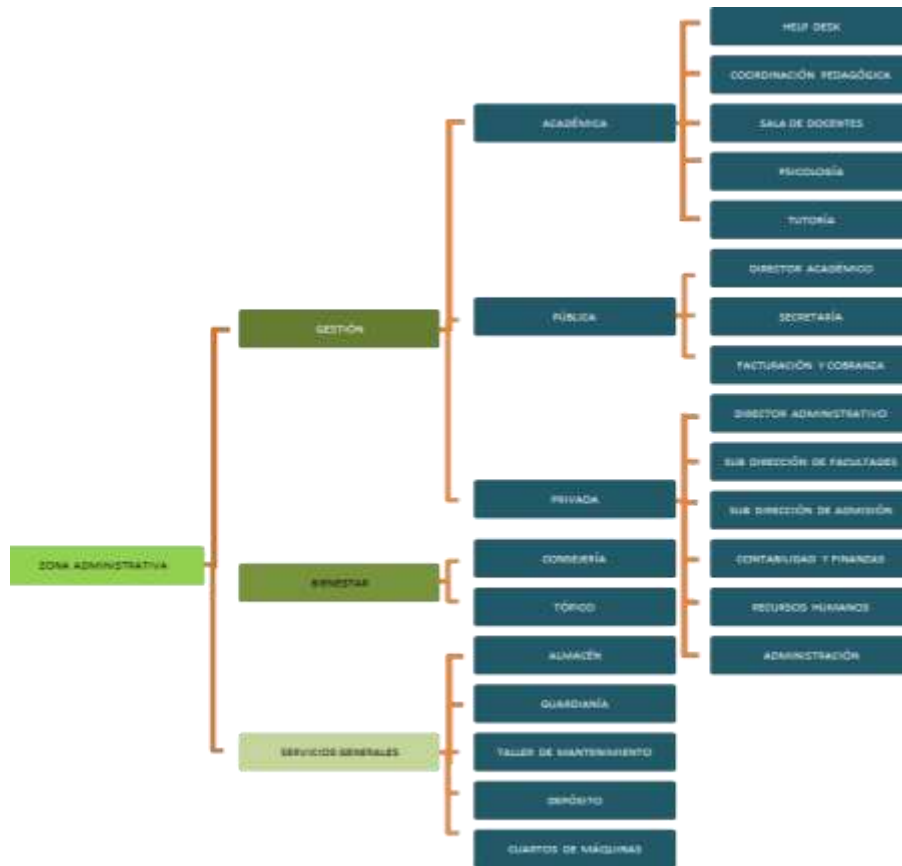 HELP DESK
COORDINACIÓN PEDAGÓGICA
ACADÉMICA
SALA DE DOCENTES
PSICOLOGÍA
TUTORÍA
DIRECTOR ACADÉMICO
GESTIÓN
PÚBLICA
SECRETARÍA
FACTURACIÓN Y COBRANZA
DIRECTOR ADMINISTRATIVO
SUB DIRECCIÓN DE FACULTADES
PRIVADA
SUB DIRECCIÓN DE ADMISIÓN
ZONA ADMINISTRATIVA
CONSEJERÍA
CONTABILIDAD Y FINANZAS
BIENESTAR
TÓPICO
RECURSOS HUMANOS
ALMACÉN
ADMINISTRACIÓN
GUARDIANÍA
SERVICIOS GENERALES
TALLER DE MANTENIMIENTO
DEPÓSITO
CUARTOS DE MÁQUINAS